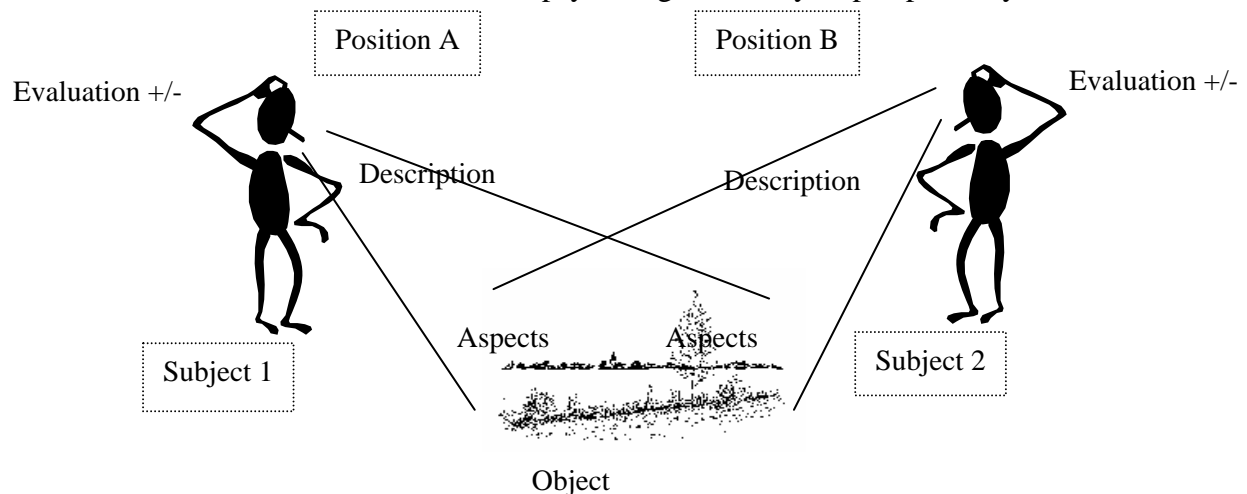 Position A
Position B
Evaluation +/-
Evaluation +/-
Description
Description
Aspects
Aspects
Subject 1
Subject 2
Object